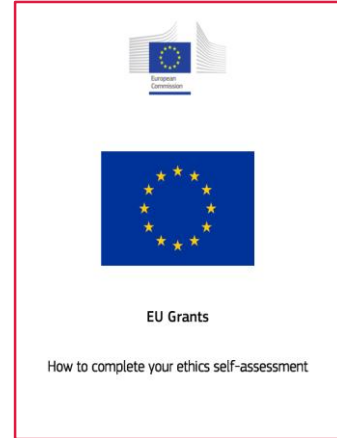 European
Commission
EU Grants
How to complete your ethics self-assessment